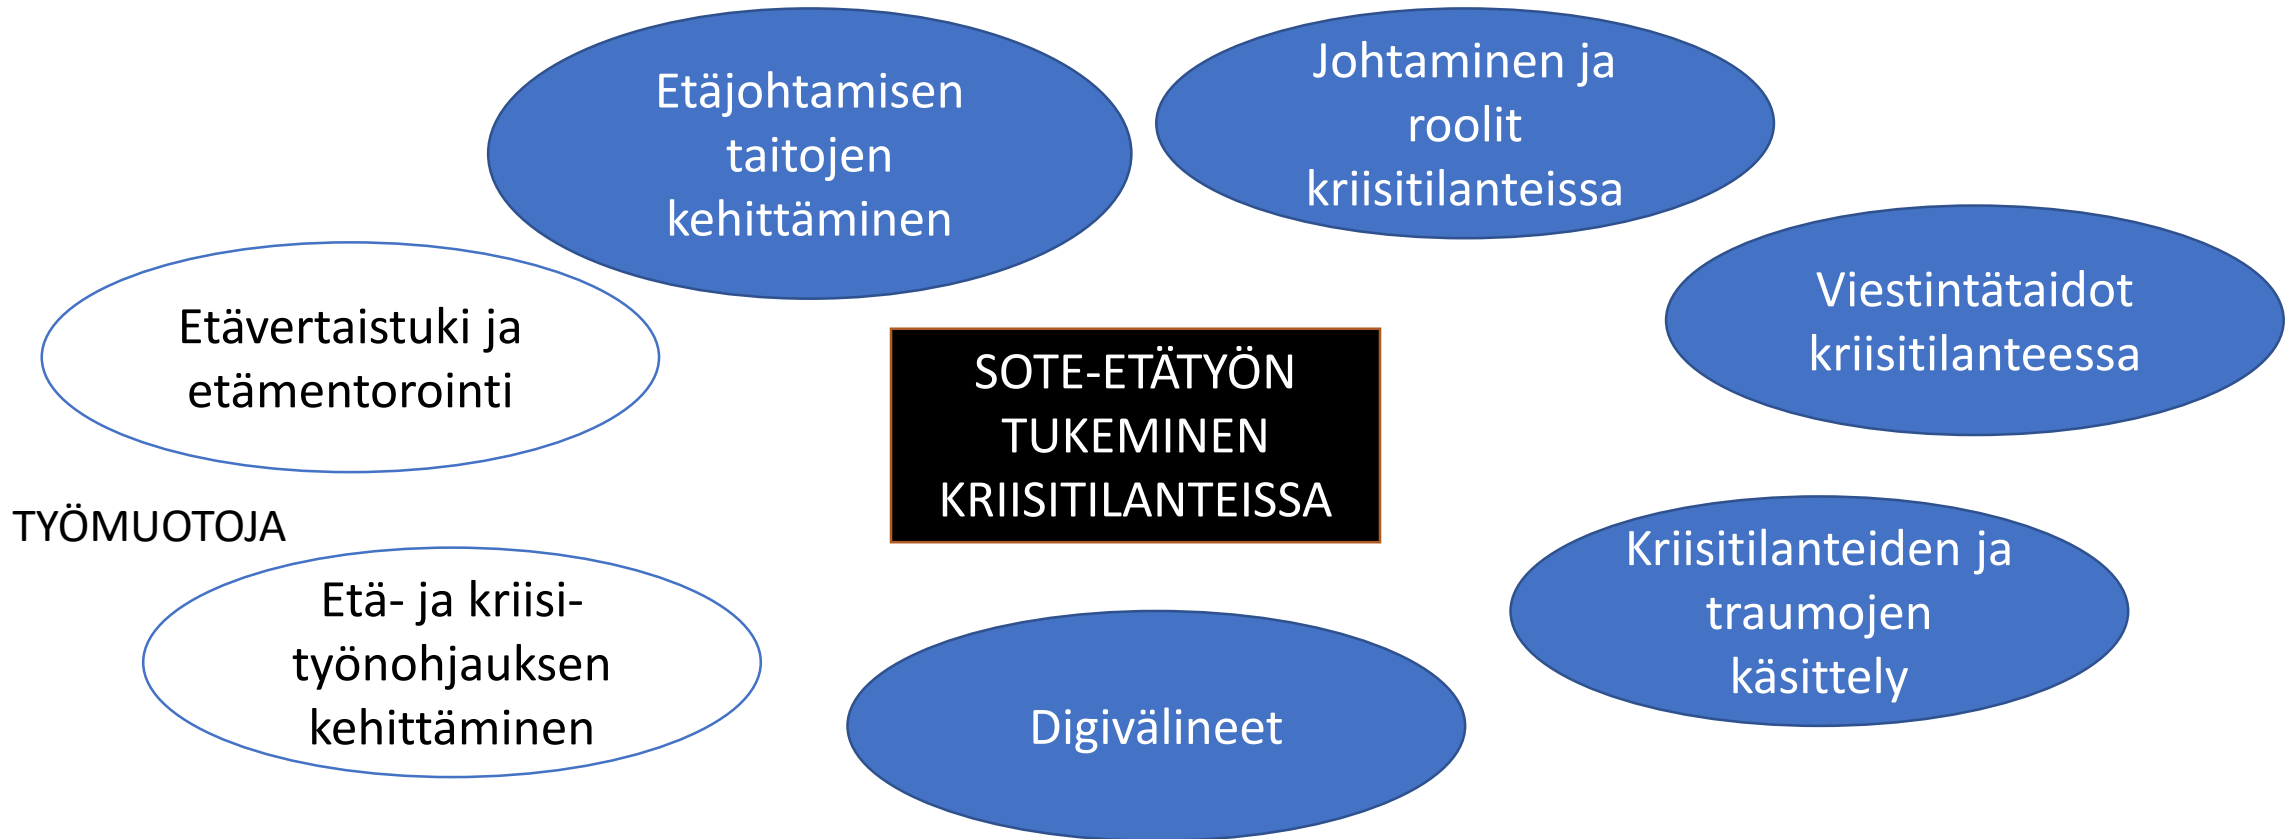 Etäjohtamisen
taitojen
kehittäminen
Johtaminen ja
roolit
kriisitilanteissa
Viestintätaidot
kriisitilanteessa
Etävertaistuki ja
etämentorointi
SOTE-ETÄTYÖN
TUKEMINEN
KRIISITILANTEISSA
TYÖMUOTOJA
Kriisitilanteiden ja
traumojen
käsittely
Etä- ja kriisi-
työnohjauksen
kehittäminen
Digivälineet